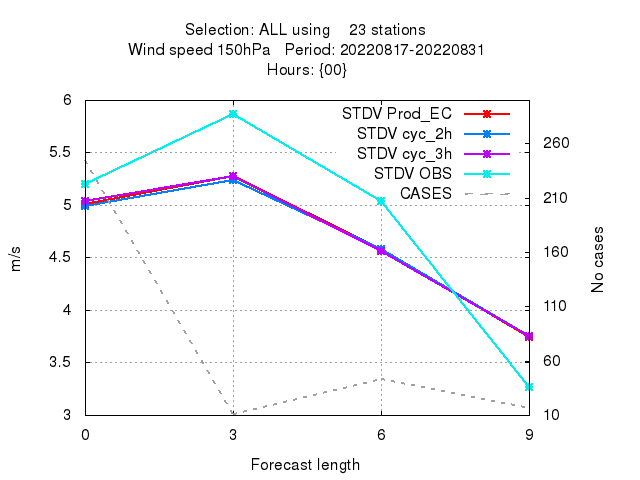 Selection: ALL using 23 stations
Wind speed 150hPa Period: 20220817-20220831
Hours: {00}
6
5.5
5
4.5
4
3.5
3
m/s
STDV Prod_EC
STDV cyc_2h
STDV cyc_3h
STDV OBS
CASES
260
210
160
110
60
10
No cases
0 3 6 9
Forecast length